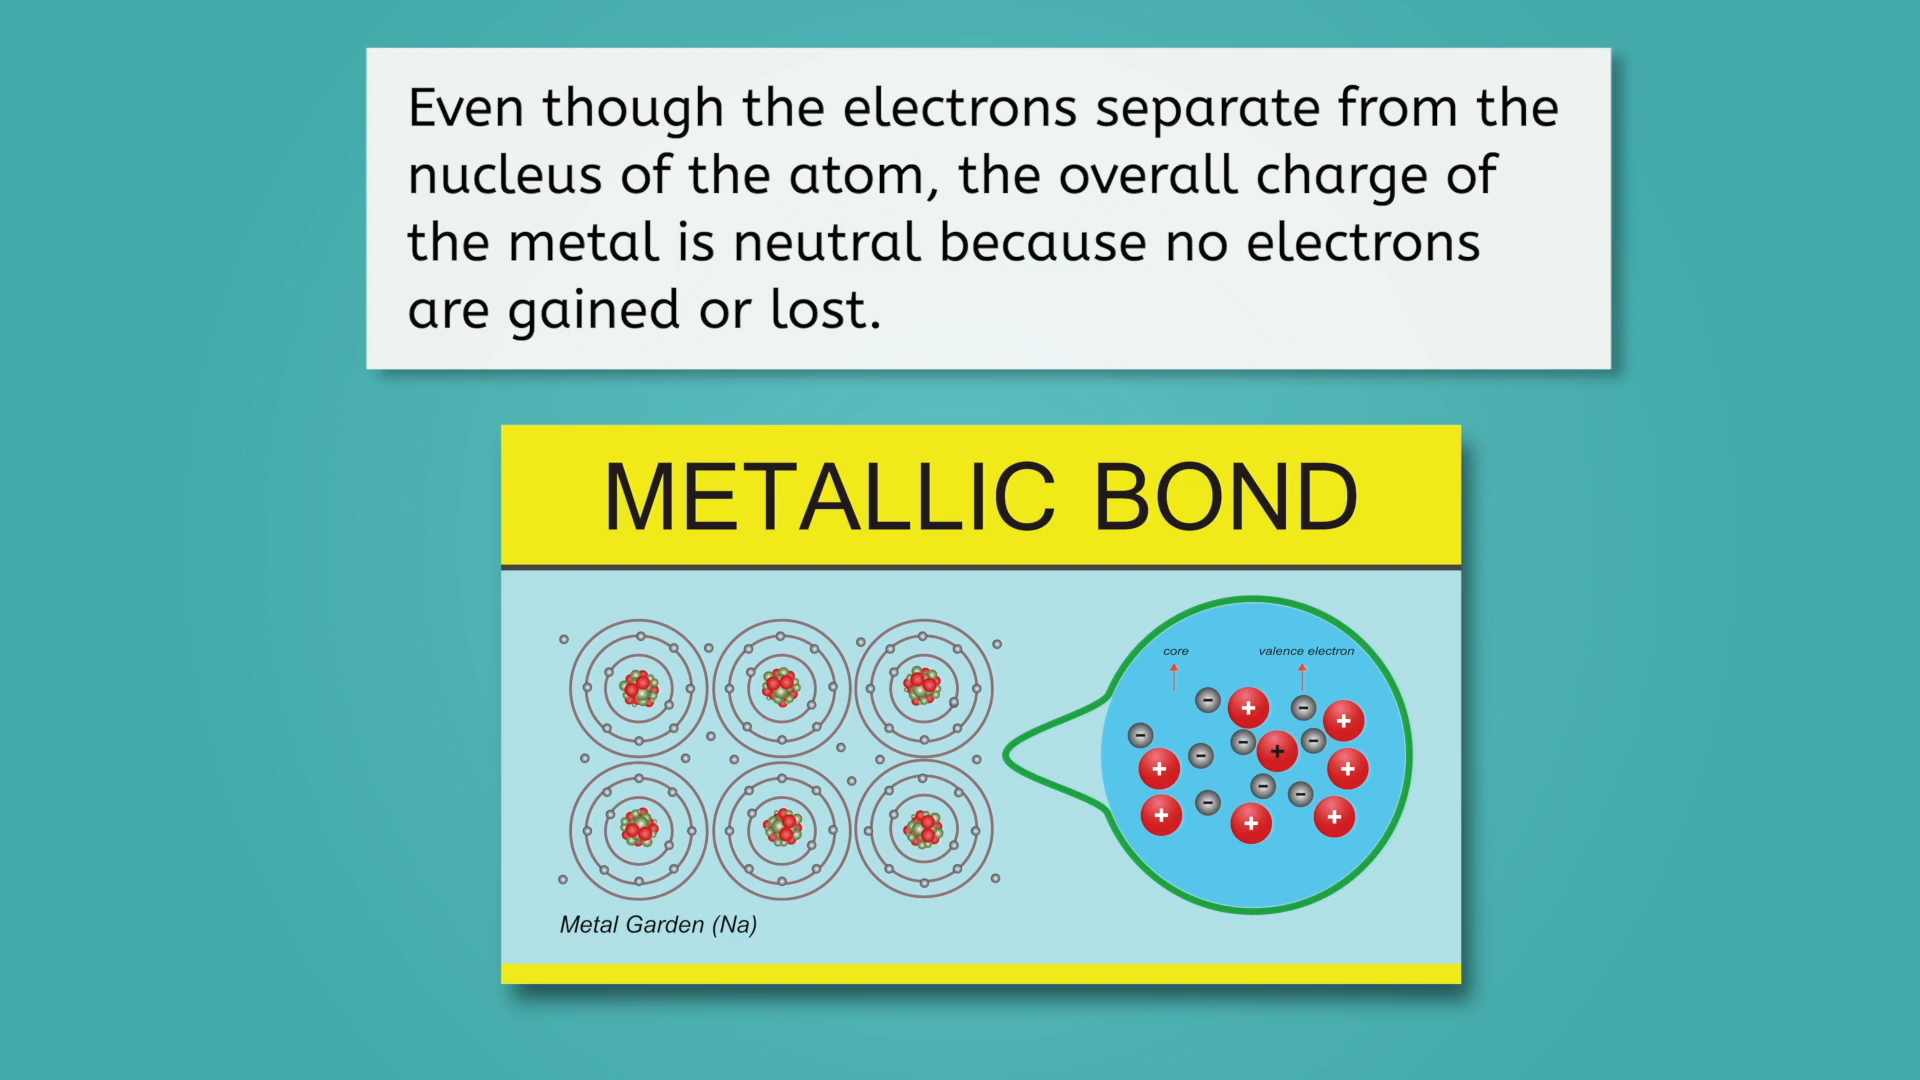 Even though the electrons separate from the
nucleus of the atom, the overall charge of
the metal is neutral because no electrons
are gained or lost.
METALLIC BOND
core
valence electron
- + - +
- - + -
+ - +
- -
+ - + +
Metal Garden (Na)